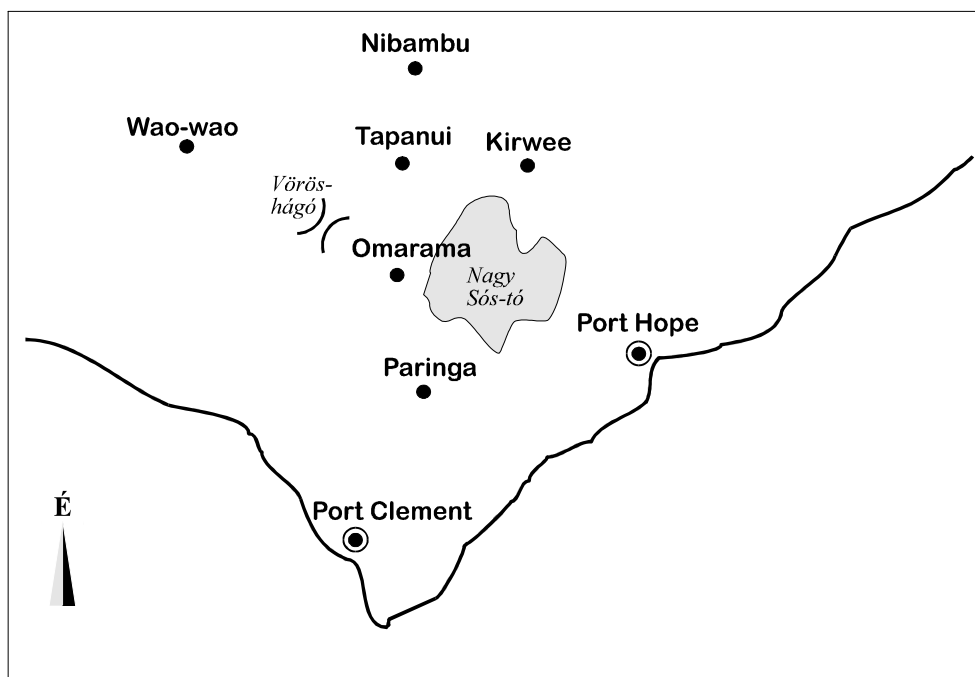 Nibambu
Wao-wao
Tapanui
Kirwee
Vörös-
hágó
Omarama
Nagy
Sós-tó
Port Hope
Paringa
É
Port Clement